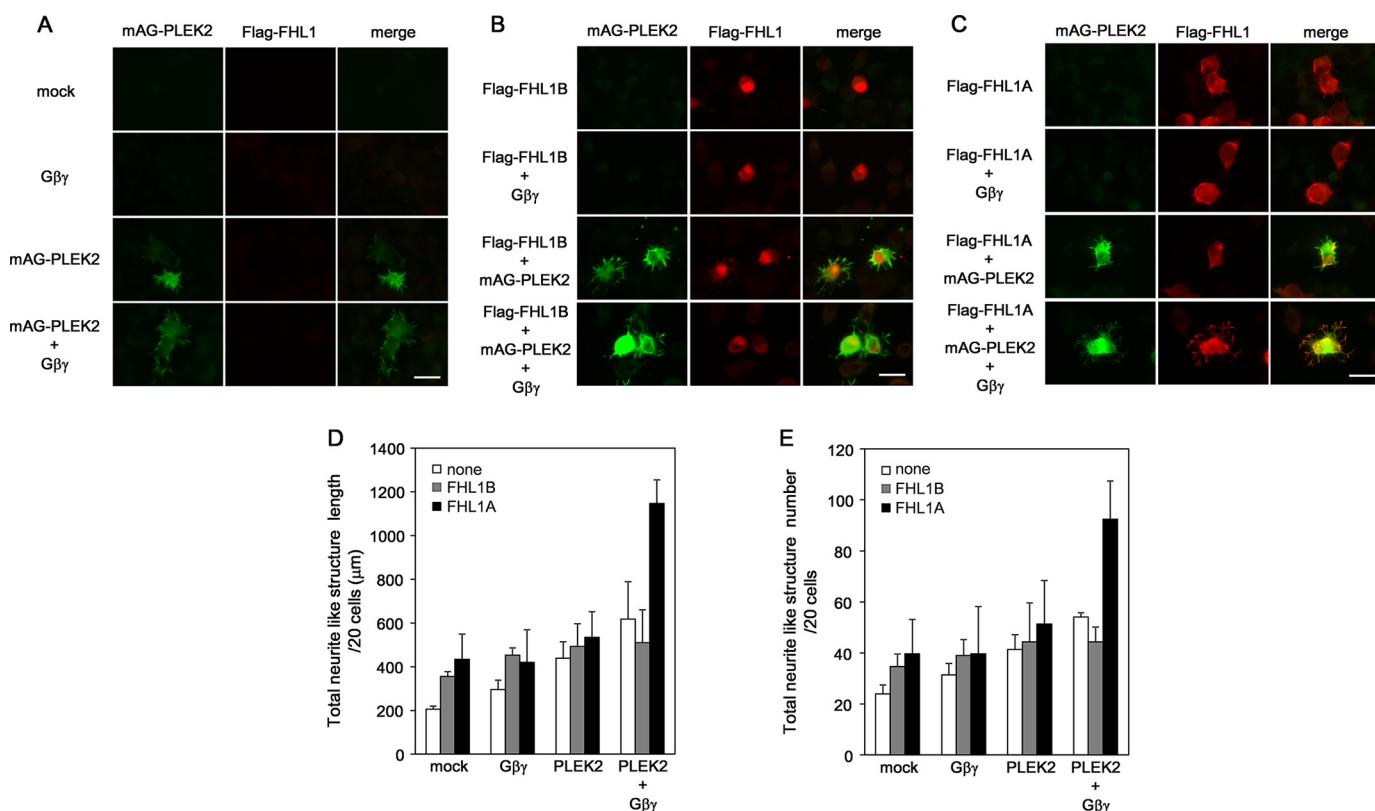 A
mAG-PLEK2 Flag-FHL1 merge
mock
Gβγ
mAG-PLEK2
mAG-PLEK2
+
Gβγ
B
mAG-PLEK2 Flag-FHL1 merge
Flag-FHL1B
Flag-FHL1B
+
Gβγ
Flag-FHL1B
+
mAG-PLEK2
Flag-FHL1B
+
mAG-PLEK2
+
Gβγ
C
mAG-PLEK2 Flag-FHL1 merge
Flag-FHL1A
Flag-FHL1A
+
Gβγ
Flag-FHL1A
+
mAG-PLEK2
Flag-FHL1A
+
mAG-PLEK2
+
Gβγ
D
Total neurite like structure length
/20 cells (μm)
1400
1200
1000
800
600
400
200
0
none
FHL1B
FHL1A
mock Gβγ PLEK2 PLEK2
+
Gβγ
E
Total neurite like structure number
/20 cells
120
100
80
60
40
20
0
none
FHL1B
FHL1A
mock Gβγ PLEK2 PLEK2
+
Gβγ